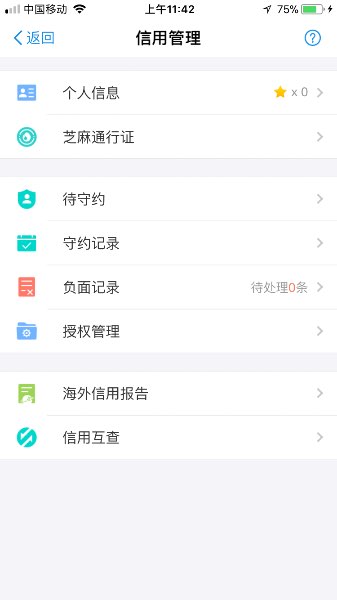 中国移动 上午11:42 75%
返回 信用管理 ?
个人信息 x 0
芝麻通行证
待守约
守约记录
负面记录 待处理0条
授权管理
海外信用报告
信用互查